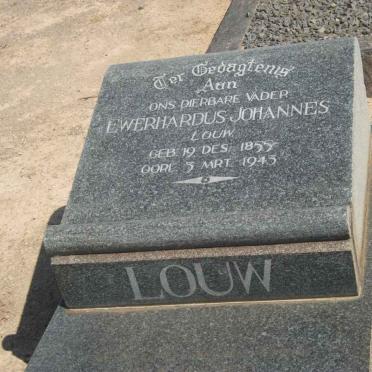 Ter Gedagtenis
Aan
ONS DIERBARE VADER
EWERHARDUS JOHANNES
LOUW
GEB. 19 DES. 1855
OORL 3 MRT. 1943
LOUW